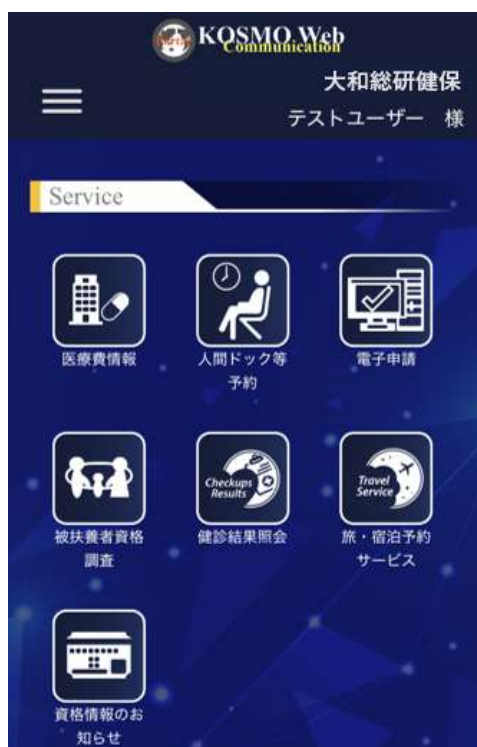 Portal KOSMO Web
Communication
大和総研健保
テストユーザー 様
Service
医療費情報
人間ドック等
予約
電子申請
被扶養者資格
調査
Checkups
Results
健診結果照会
Travel
Service
旅・宿泊予約
サービス
資格情報のお
知らせ